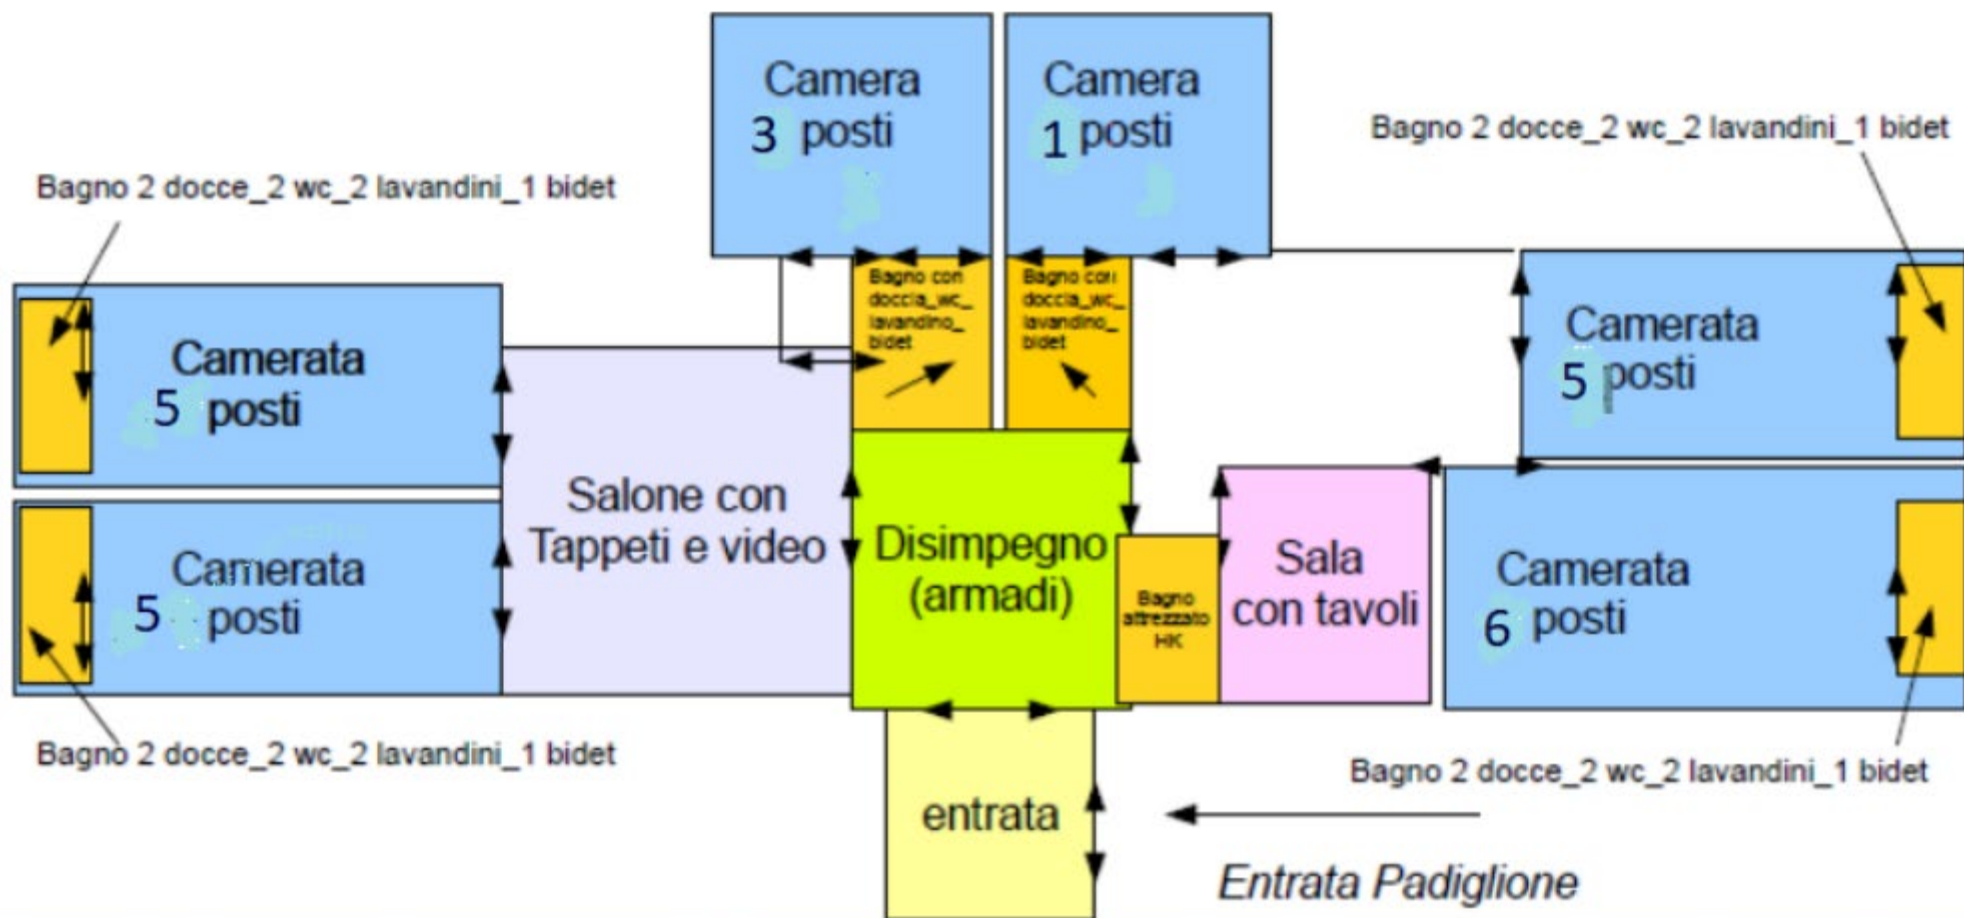 Camera
3 posti
Camera
1 posti
Bagno 2 docce_2 wc_2 lavandini_1 bidet
Bagno 2 docce_2 wc_2 lavandini_1 bidet
Bagno con
doccia_wc_
lavandino_
bidet
Bagno con
doccia_wc_
lavandino_
bidet
Camerata
5 posti
Camerata
5 posti
Salone con
Tappeti e video
Disimpegno
(armadi)
Bagno
attrezzato
HK
Sala
con tavoli
Camerata
5 posti
Camerata
6 posti
Bagno 2 docce_2 wc_2 lavandini_1 bidet
Bagno 2 docce_2 wc_2 lavandini_1 bidet
entrata
Entrata Padiglione